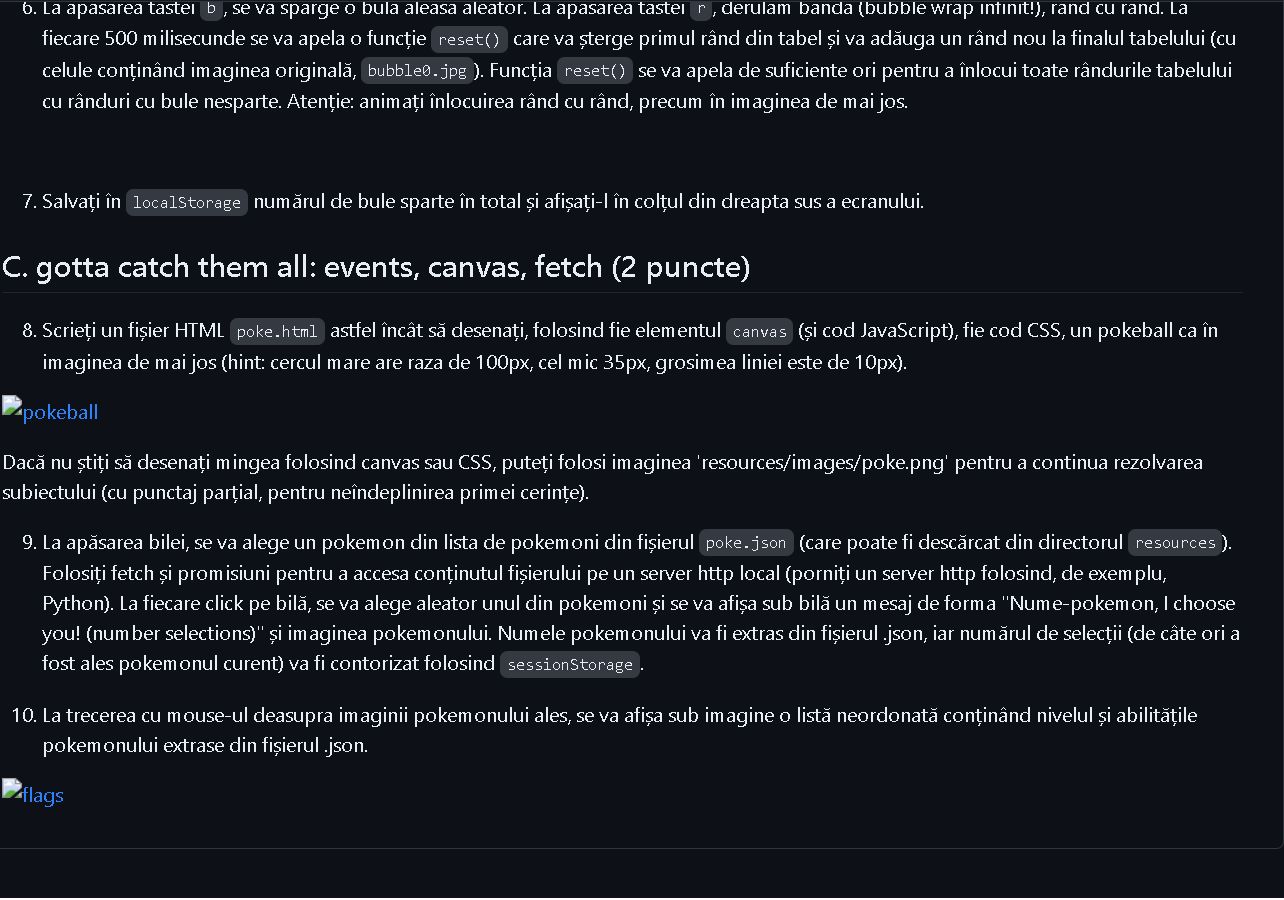 6. La apăsarea tastei b, se va sparge o bulă aleasă aleator. La apăsarea tastei r, derulăm banda (bubble wrap infinit!), rând cu rând. La
fiecare 500 milisecunde se va apela o funcție reset() care va șterge primul rând din tabel și va adăuga un rând nou la finalul tabelului (cu
celule conținând imaginea originală, bubble0.jpg). Funcția reset() se va apela de suficiente ori pentru a înlocui toate rândurile tabelului
cu rânduri cu bule nesparte. Atenție: animați înlocuirea rând cu rând, precum în imaginea de mai jos.
7. Salvați în localStorage numărul de bule sparte în total și afișați-l în colțul din dreapta sus a ecranului.
C. gotta catch them all: events, canvas, fetch (2 puncte)
8. Scrieți un fișier HTML poke.html astfel încât să desenați, folosind fie elementul canvas (și cod JavaScript), fie cod CSS, un pokeball ca în
imaginea de mai jos (hint: cercul mare are raza de 100px, cel mic 35px, grosimea liniei este de 10px).
pokeball
Dacă nu știți să desenați mingea folosind canvas sau CSS, puteți folosi imaginea 'resources/images/poke.png' pentru a continua rezolvarea
subiectului (cu punctaj parțial, pentru neîndeplinirea primei cerințe).
9. La apăsarea bilei, se va alege un pokemon din lista de pokemoni din fișierul poke.json (care poate fi descărcat din directorul resources).
Folosiți fetch și promisiuni pentru a accesa conținutul fișierului pe un server http local (porniți un server http folosind, de exemplu,
Python). La fiecare click pe bilă, se va alege aleator unul din pokemoni și se va afișa sub bilă un mesaj de forma "Nume-pokemon, I choose
you! (number selections)" și imaginea pokemonului. Numele pokemonului va fi extras din fișierul .json, iar numărul de selecții (de câte ori a
fost ales pokemonul curent) va fi contorizat folosind sessionStorage.
10. La trecerea cu mouse-ul deasupra imaginii pokemonului ales, se va afișa sub imagine o listă neordonată conținând nivelul și abilitățile
pokemonului extrase din fișierul .json.
flags